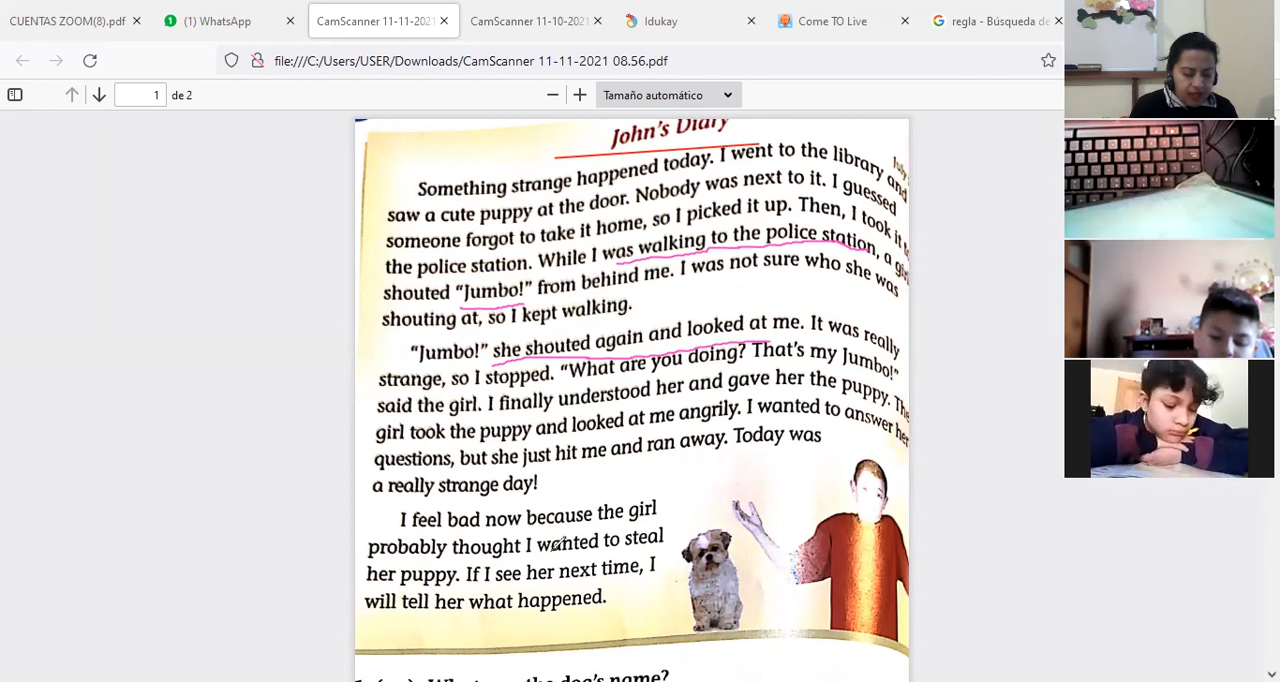 CUENTAS ZOOM(8).pdf
(1) WhatsApp
CamScanner 11-11-2021
CamScanner 11-10-2021
Idukay
Come TO Live
regla - Búsqueda de
file:///C:/Users/USER/Downloads/CamScanner 11-11-2021 08.56.pdf
1 de 2
Tamaño automático
John's Diary
Something strange happened today. I went to the library and
saw a cute puppy at the door. Nobody was next to it. I guessed
someone forgot to take it home, so I picked it up. Then, I took it
the police station. While I was walking to the police station, a
shouted "Jumbo!" from behind me. I was not sure who she was
shouting at, so I kept walking.
"Jumbo!" she shouted again and looked at me. It was really
strange, so I stopped. "What are you doing? That's my Jumbo!"
said the girl. I finally understood her and gave her the puppy.
girl took the puppy and looked at me angrily. I wanted to answer
questions, but she just hit me and ran away. Today was
a really strange day!
I feel bad now because the girl
probably thought I wanted to steal
her puppy. If I see her next time, I
will tell her what happened.
dog's name?